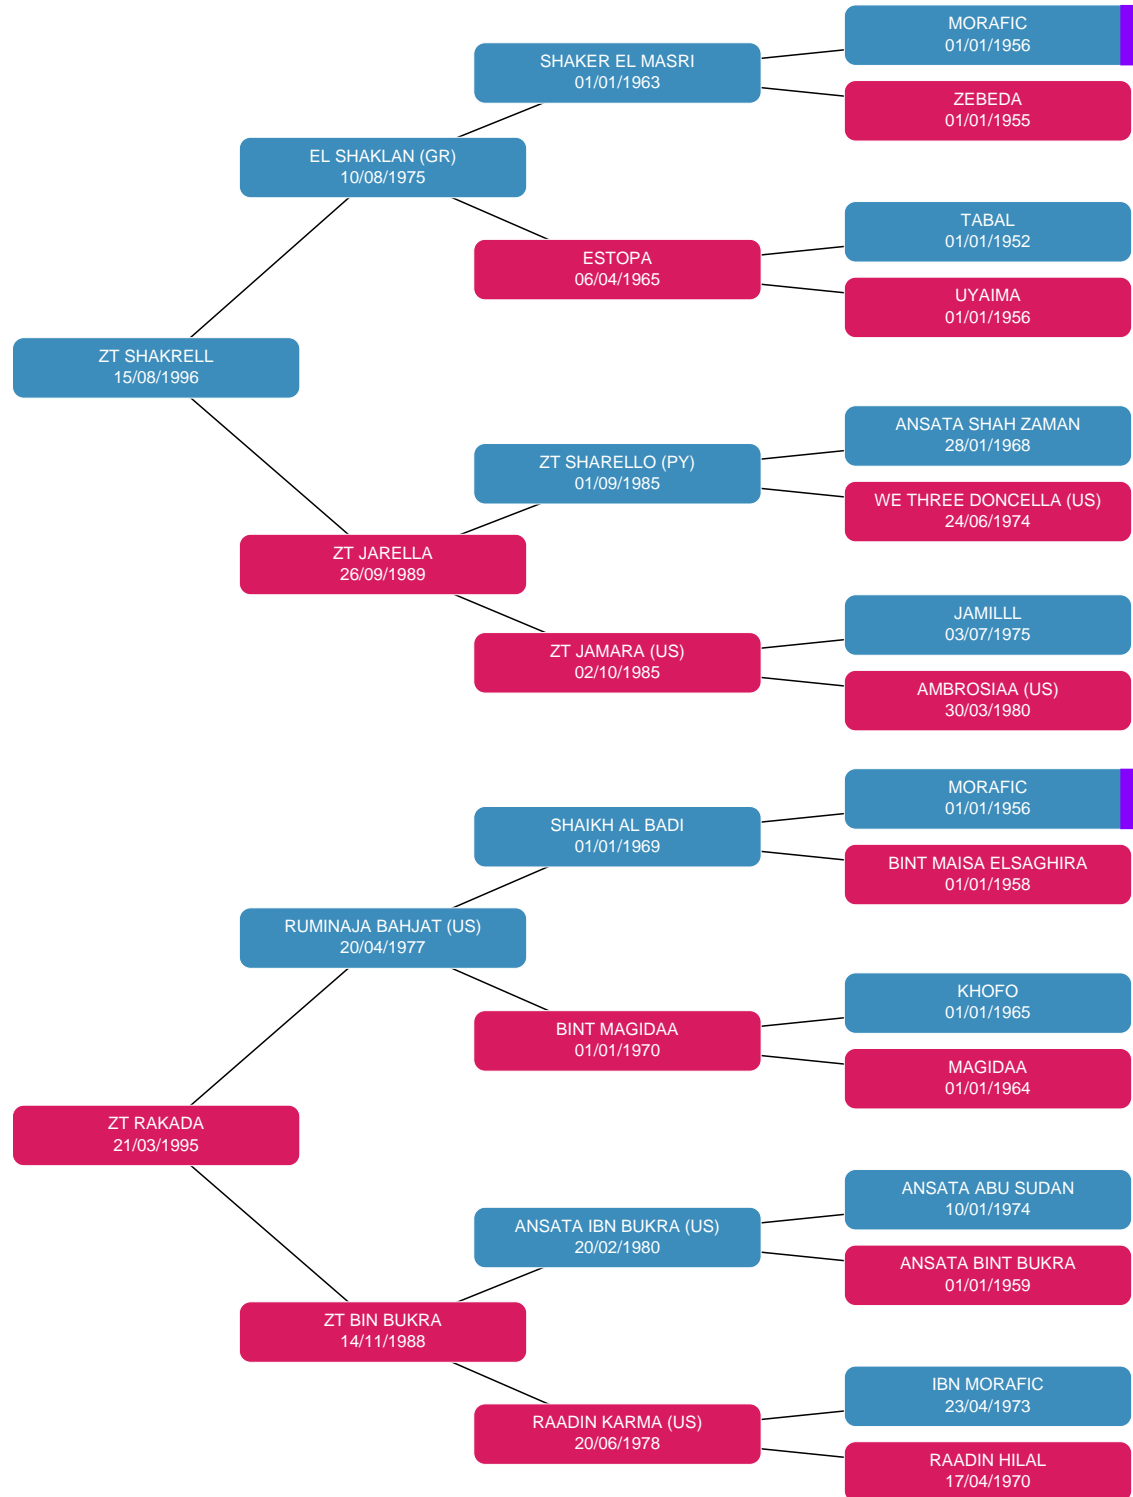 MORAFIC
01/01/1956
SHAKER EL MASRI
01/01/1963
ZEBEDA
01/01/1955
EL SHAKLAN (GR)
10/08/1975
TABAL
01/01/1952
ESTOPA
06/04/1965
UYAIMA
01/01/1956
ZT SHAKRELL
15/08/1996
ANSATA SHAH ZAMAN
28/01/1968
ZT SHARELLO (PY)
01/09/1985
WE THREE DONCELLA (US)
24/06/1974
ZT JARELLA
26/09/1989
JAMILLL
03/07/1975
ZT JAMARA (US)
02/10/1985
AMBROSIAA (US)
30/03/1980
MORAFIC
01/01/1956
SHAIKH AL BADI
01/01/1969
BINT MAISA ELSAGHIRA
01/01/1958
RUMINAJA BAHJAT (US)
20/04/1977
KHOFO
01/01/1965
BINT MAGIDAA
01/01/1970
MAGIDAA
01/01/1964
ZT RAKADA
21/03/1995
ANSATA ABU SUDAN
10/01/1974
ANSATA IBN BUKRA (US)
20/02/1980
ANSATA BINT BUKRA
01/01/1959
ZT BIN BUKRA
14/11/1988
IBN MORAFIC
23/04/1973
RAADIN KARMA (US)
20/06/1978
RAADIN HILAL
17/04/1970